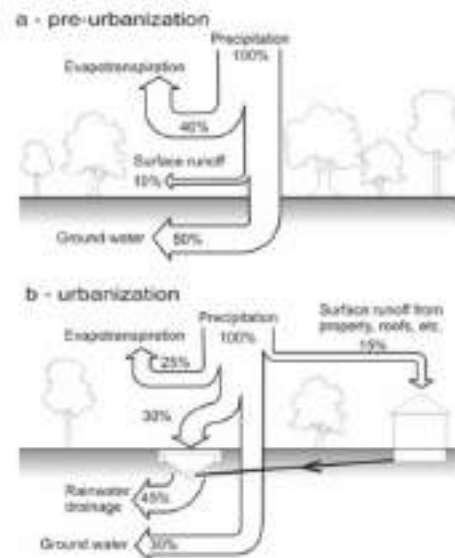 a - pre-urbanization
Precipitation
100%
Evapotranspiration
40%
Surface runoff
10%
Ground water
50%
b - urbanization
Precipitation
100%
Surface runoff from
property, roofs, etc.
15%
Evapotranspiration
25%
30%
Rainwater
drainage
45%
Ground water
30%